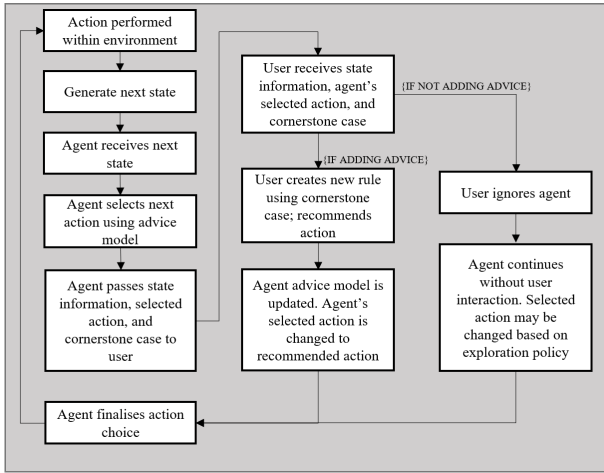 Action performed
within environment
Generate next state
Agent receives next
state
Agent selects next
action using advice
model
Agent passes state
information, selected
action, and
cornerstone case to
user
User receives state
information, agent's
selected action, and
cornerstone case
{IF NOT ADDING ADVICE}
{IF ADDING ADVICE}
User creates new rule
using cornerstone
case; recommends
action
User ignores agent
Agent advice model is
updated. Agent's
selected action is
changed to
recommended action
Agent continues
without user
interaction. Selected
action may be
changed based on
exploration policy
Agent finalises action
choice